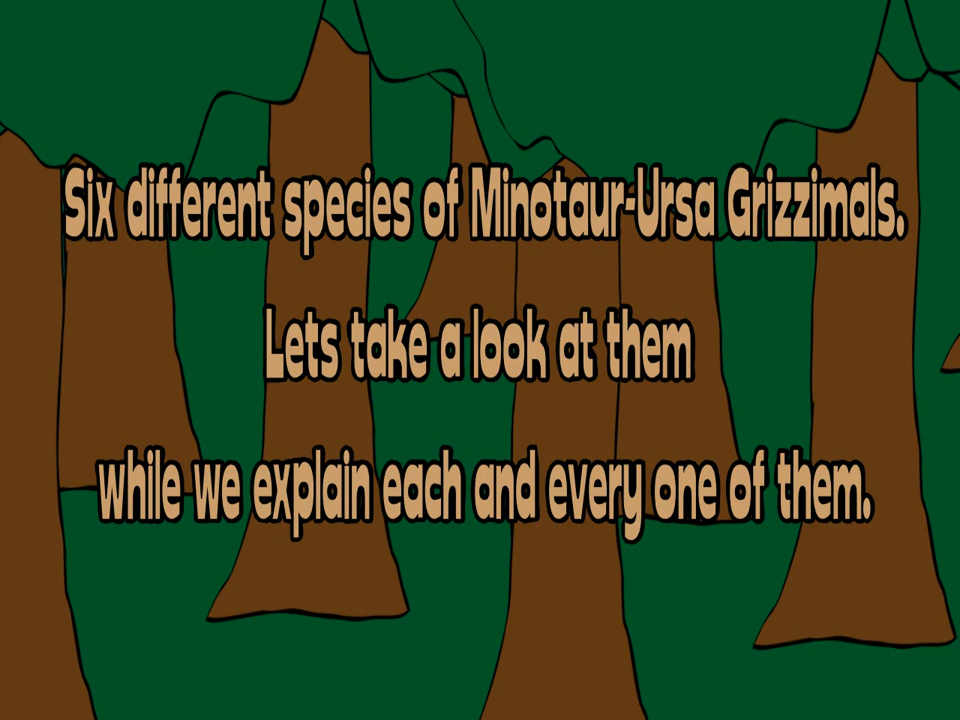 Six different species of Minotaur-Ursa Grizzimals.
Lets take a look at them
while we explain each and every one of them.